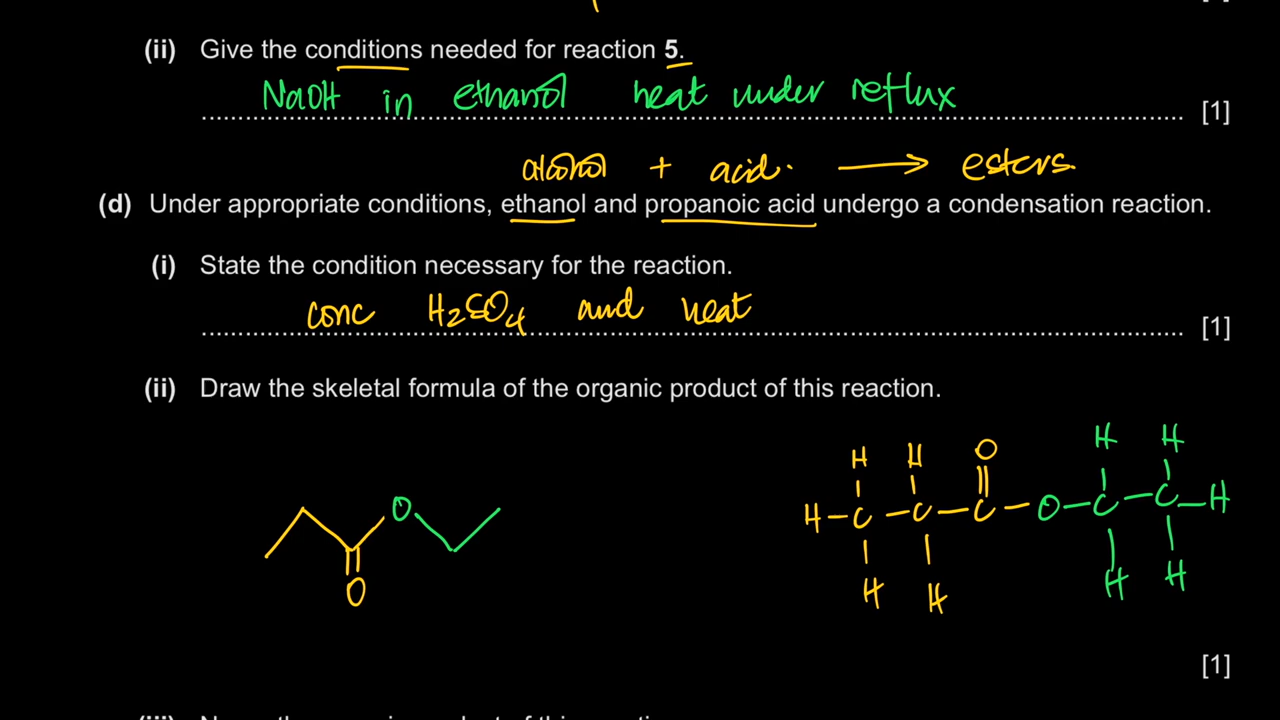 (ii) Give the conditions needed for reaction 5.
NaOH in ethanol heat under reflux
[1]
alcohol + acid. → esters.
(d) Under appropriate conditions, ethanol and propanoic acid undergo a condensation reaction.
(i) State the condition necessary for the reaction.
conc H2SO4 and heat
[1]
(ii) Draw the skeletal formula of the organic product of this reaction.
H H
H H O
O
H-C-C-C-O-C-C-H
O
H H H H
[1]